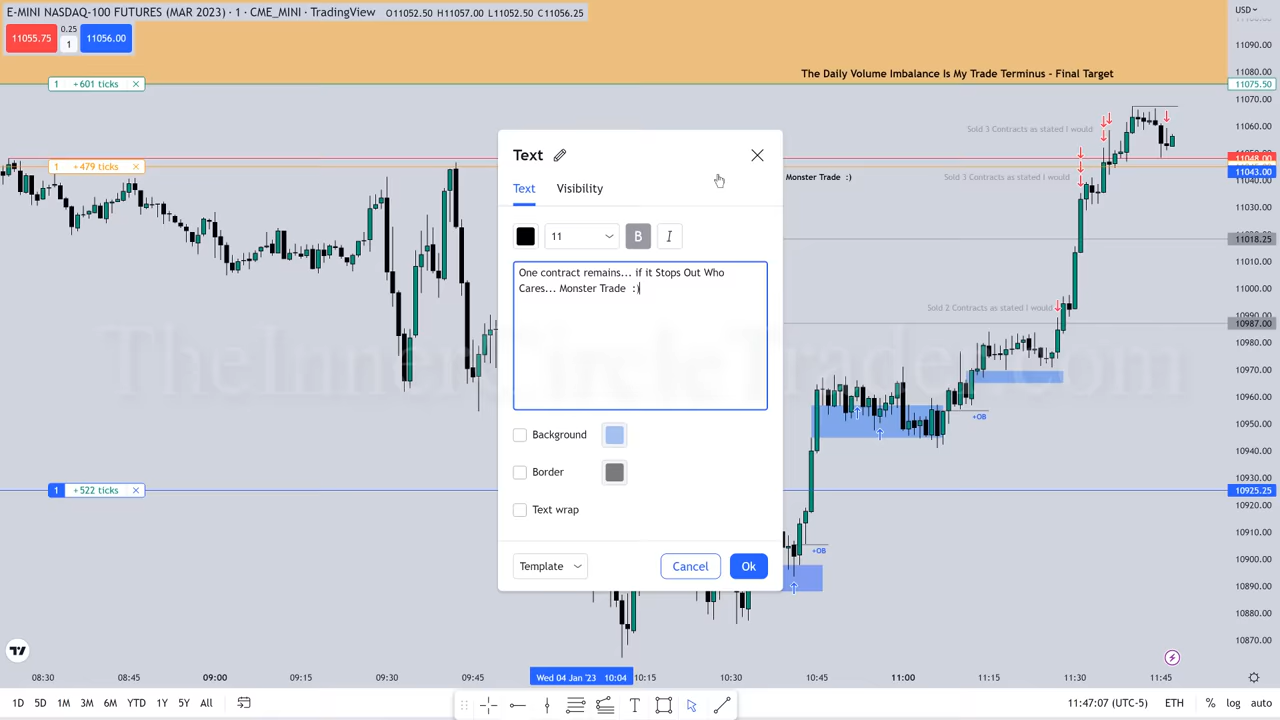 E-MINI NASDAQ-100 FUTURES (MAR 2023) · 1 · CME_MINI · TradingView O11052.50 H11057.00 L11052.50 C11056.25
USD
11055.75 0.25 1 11056.00
11090.00
11080.00
The Daily Volume Imbalance Is My Trade Terminus - Final Target
1 +601 ticks
11075.50
11070.00
Sold 3 Contracts as stated I would
11060.00
11048.00
1 +479 ticks
11043.00
Monster Trade :)
Sold 3 Contracts as stated I would
11040.00
11030.00
11018.25
11010.00
11000.00
Sold 2 Contracts as stated I would
10990.00
10987.00
10980.00
10970.00
10960.00
+OB
10950.00
10940.00
10930.00
1 +522 ticks
10925.25
10910.00
+OB
10900.00
10890.00
10880.00
10870.00
Text
Text Visibility
11 B I
One contract remains... if it Stops Out Who
Cares... Monster Trade :)
Background
Border
Text wrap
Template Cancel Ok
TheInnerCircleTrader.com
08:30 08:45 09:00 09:15 09:30 09:45 Wed 04 Jan '23 10:04 10:15 10:45 11:00 11:15 11:30 11:45
1D 5D 1M 3M 6M YTD 1Y 5Y All T 11:47:07 (UTC-5) ETH % log auto